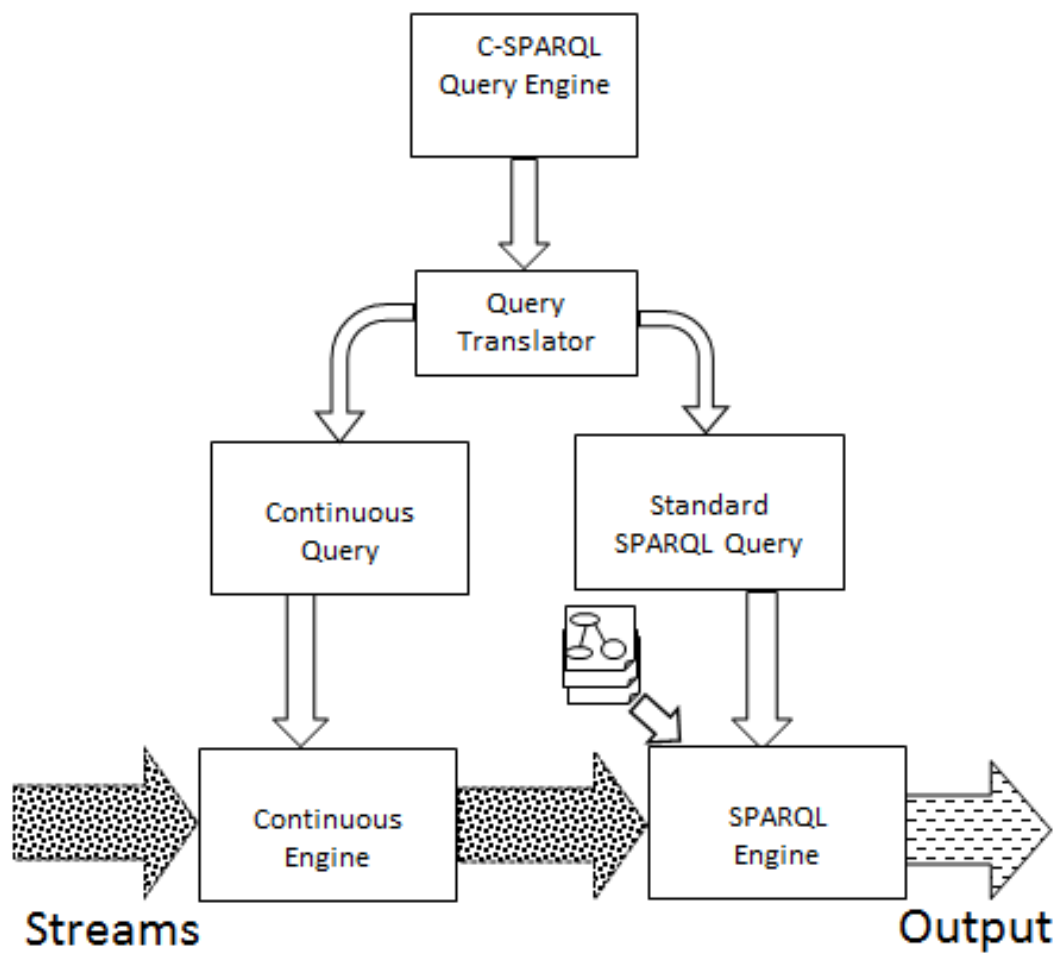 C-SPARQL
Query Engine
Query
Translator
Continuous
Query
Standard
SPARQL Query
Continuous
Engine
SPARQL
Engine
Streams
Output